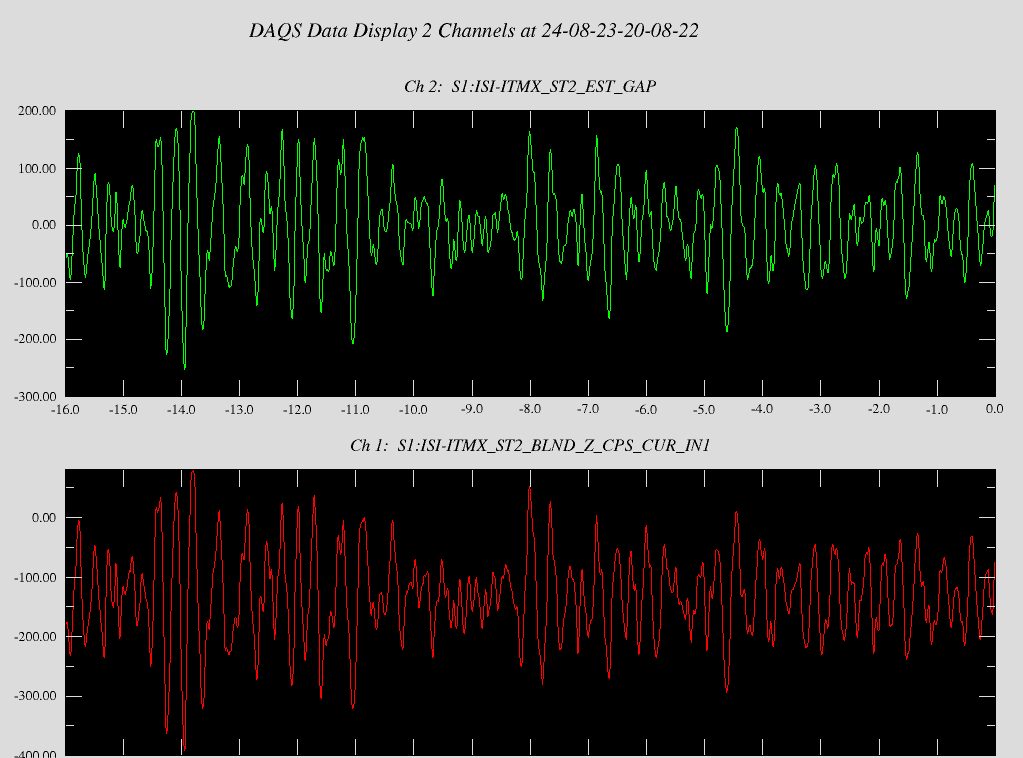 DAQS Data Display 2 Channels at 24-08-23-20-08-22
Ch 2: S1:ISI-ITMX_ST2_EST_GAP
200.00
100.00
0.00
-100.00
-200.00
-300.00
-16.0 -15.0 -14.0 -13.0 -12.0 -11.0 -10.0 -9.0 -8.0 -7.0 -6.0 -5.0 -4.0 -3.0 -2.0 -1.0 0.0
Ch 1: S1:ISI-ITMX_ST2_BLND_Z_CPS_CUR_IN1
0.00
-100.00
-200.00
-300.00
-400.00